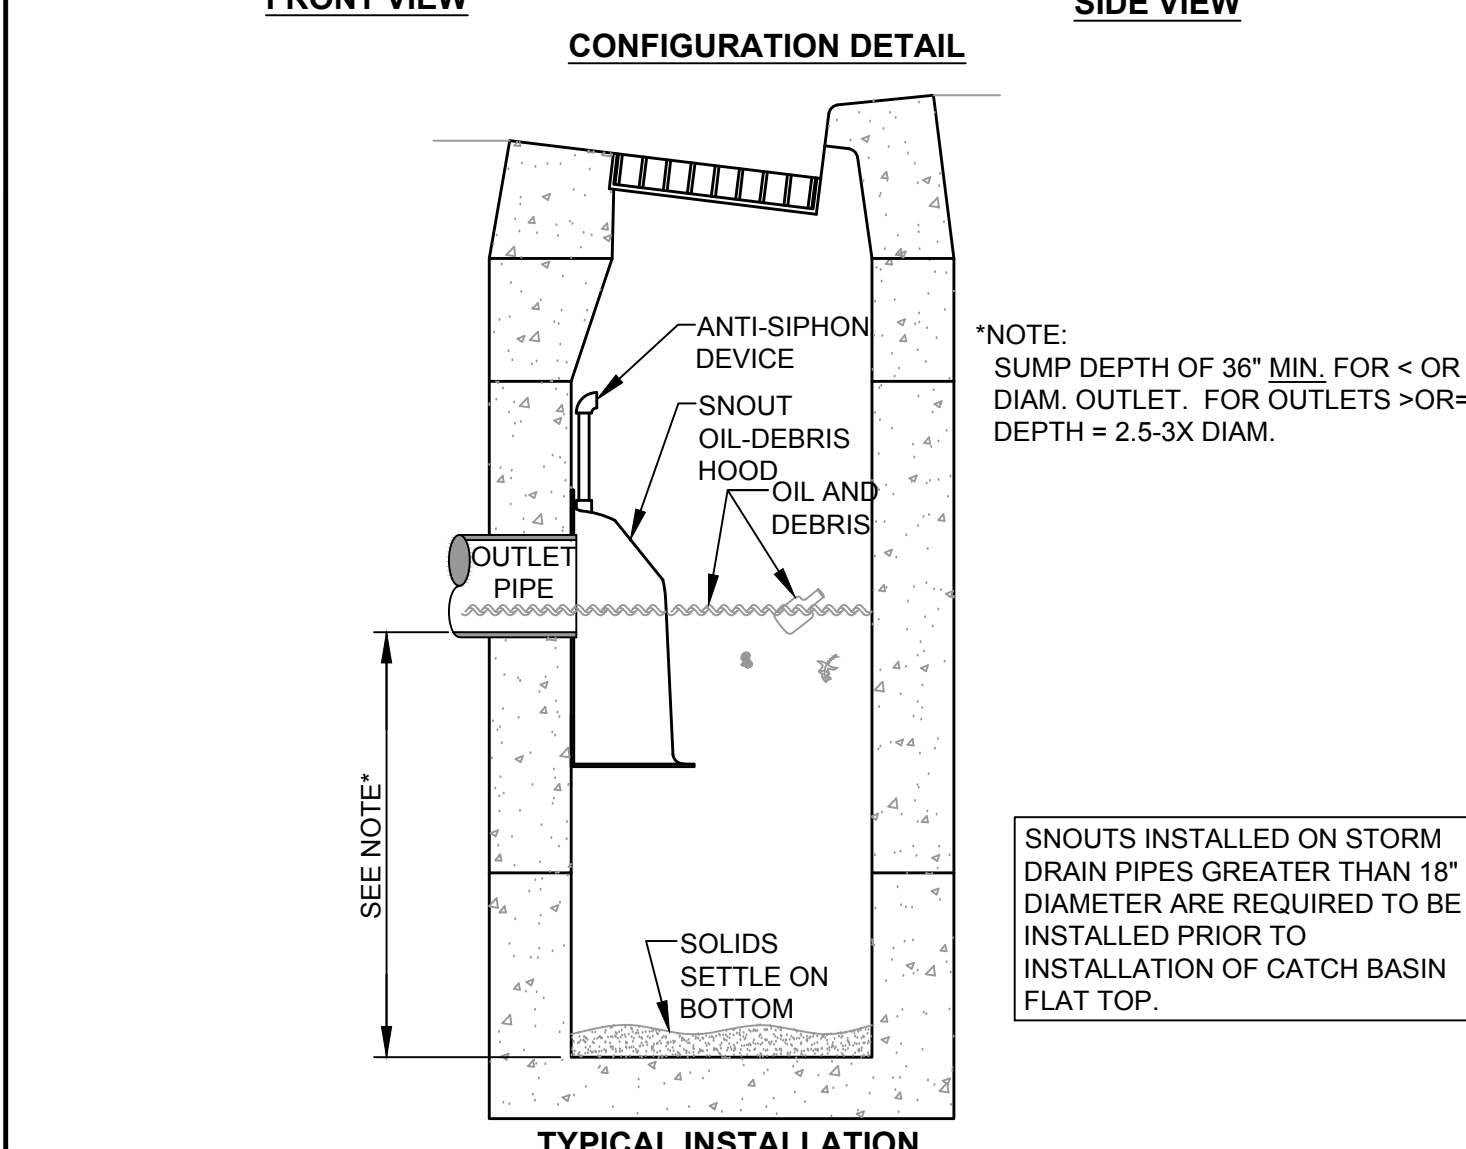 FRONT VIEW
SIDE VIEW
CONFIGURATION DETAIL
ANTI-SIPHON
DEVICE
SNOUT
OIL-DEBRIS
HOOD
OIL AND
DEBRIS
OUTLET
PIPE
*NOTE:
SUMP DEPTH OF 36" MIN. FOR < OR
DIAM. OUTLET. FOR OUTLETS >OR=
DEPTH = 2.5-3X DIAM.
SEE NOTE*
SNOUTS INSTALLED ON STORM
DRAIN PIPES GREATER THAN 18"
DIAMETER ARE REQUIRED TO BE
INSTALLED PRIOR TO
INSTALLATION OF CATCH BASIN
FLAT TOP.
SOLIDS
SETTLE ON
BOTTOM
TYPICAL INSTALLATION